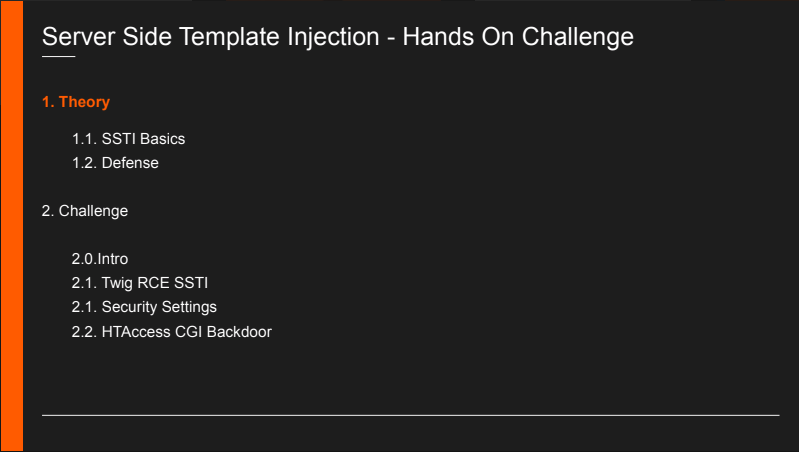 Server Side Template Injection - Hands On Challenge
1. Theory
1.1. SSTI Basics
1.2. Defense
2. Challenge
2.0.Intro
2.1. Twig RCE SSTI
2.1. Security Settings
2.2. HTAccess CGI Backdoor